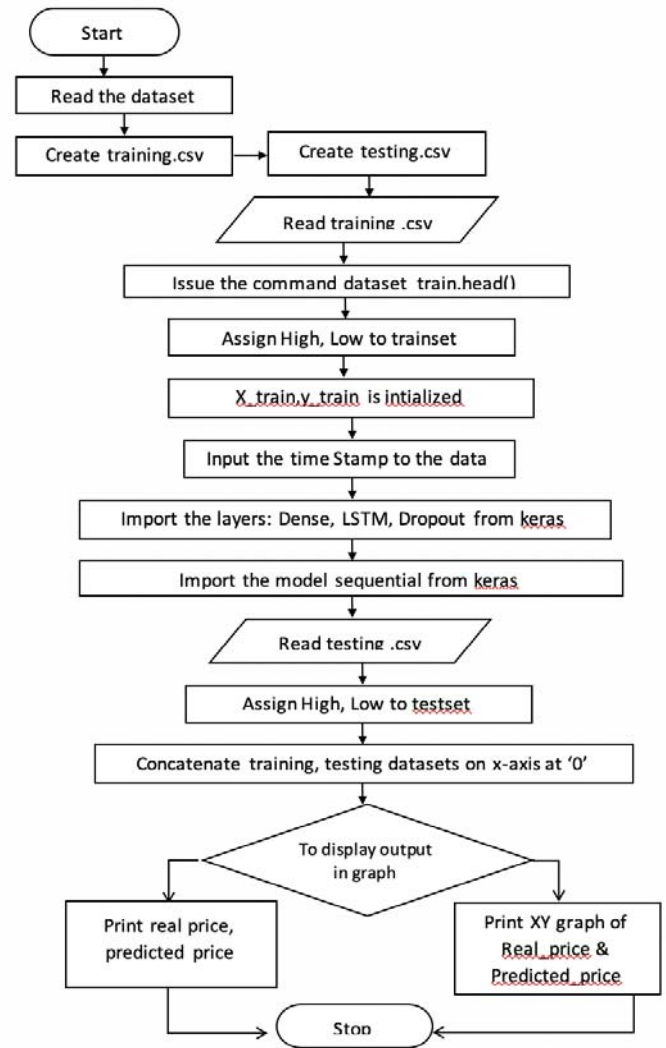 Start
Read the dataset
Create training.csv
Create testing.csv
Read training .csv
Issue the command dataset train.head()
Assign High, Low to trainset
X_train,y_train is intialized
Input the time Stamp to the data
Import the layers: Dense, LSTM, Dropout from keras
Import the model sequential from keras
Read testing .csv
Assign High, Low to testset
Concatenate training, testing datasets on x-axis at ‘0’
To display output
in graph
Print real price,
predicted price
Print XY graph of
Real_price &
Predicted_price
Stop